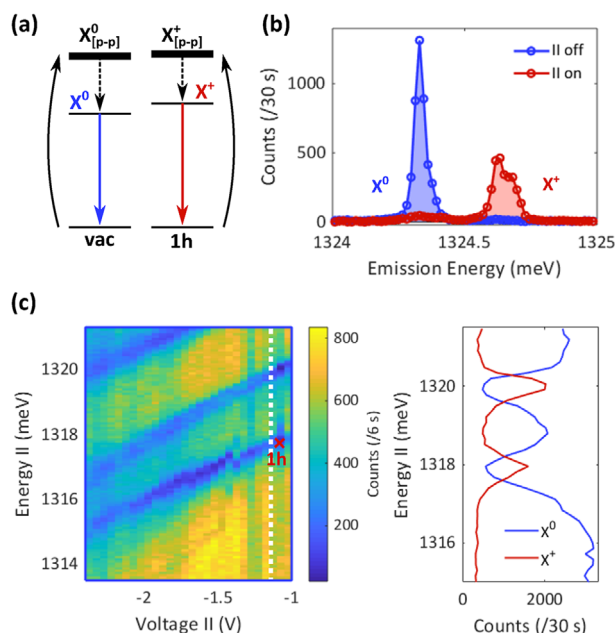 (a)
X⁰[p-p] X⁺[p-p]
X⁰ X⁺
vac 1h
(b)
II off
II on
1000
500
0
X⁰ X⁺
1324 1324.5 1325
Counts (/30 s)
Emission Energy (meV)
(c)
1320
1318
1316
1314
Energy II (meV)
1h
-2 -1
Voltage II (V)
800
600
400
200
Counts (/6 s)
1320
1318
1316
Energy II (meV)
X⁰
X⁺
0 2000
Counts (/30 s)